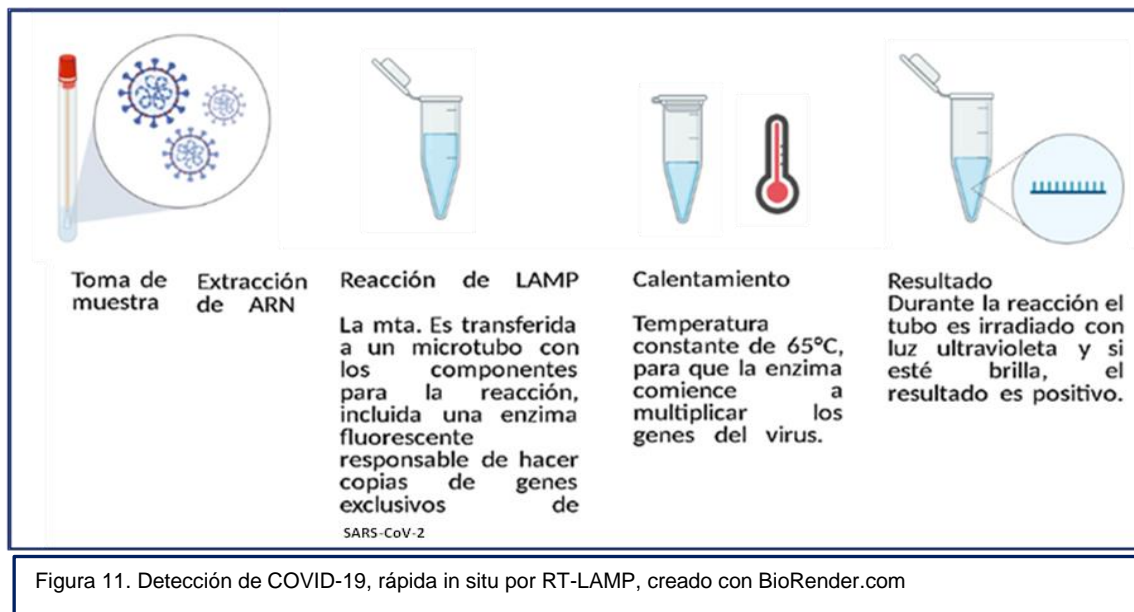 Toma de
muestra
Extracción
de ARN
Reacción de LAMP
La mta. Es transferida
a un microtubo con
los componentes
para la reacción,
incluida una enzima
fluorescente
responsable de hacer
copias de genes
exclusivos de
SARS-CoV-2
Calentamiento
Temperatura
constante de 65°C,
para que la enzima
comience a
multiplicar los
genes del virus.
Resultado
Durante la reacción el
tubo es irradiado con
luz ultravioleta y si
esté brilla, el
resultado es positivo.
Figura 11. Detección de COVID-19, rápida in situ por RT-LAMP, creado con BioRender.com